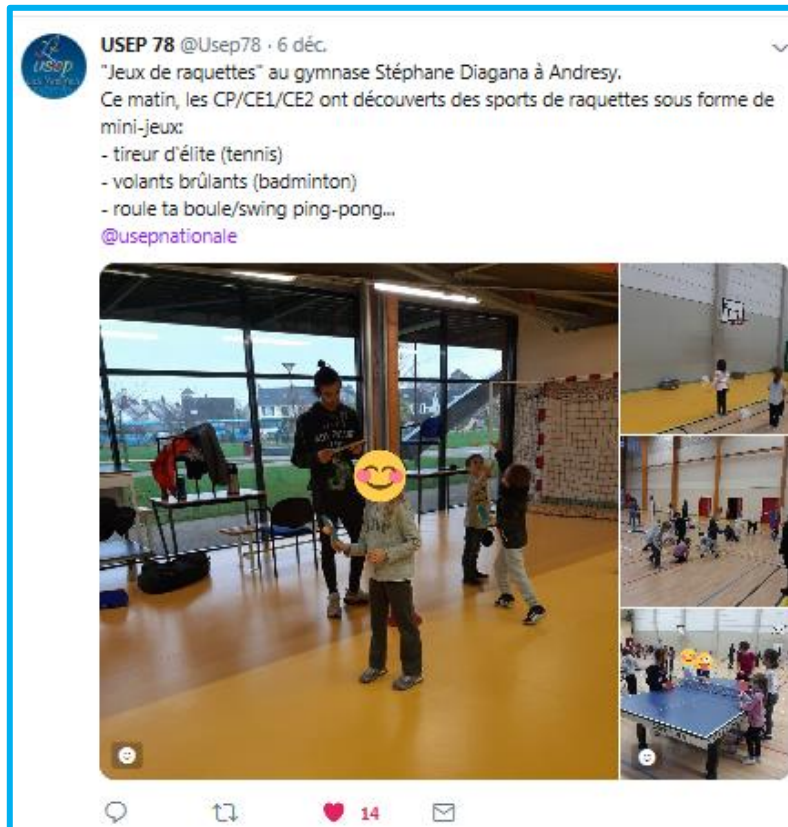 USEP 78 @Usep78 · 6 déc.
"Jeux de raquettes" au gymnase Stéphane Diagana à Andresy.
Ce matin, les CP/CE1/CE2 ont découverts des sports de raquettes sous forme de
mini-jeux:
- tireur d'élite (tennis)
- volants brûlants (badminton)
- roule ta boule/swing ping-pong...
@usepnationale
14